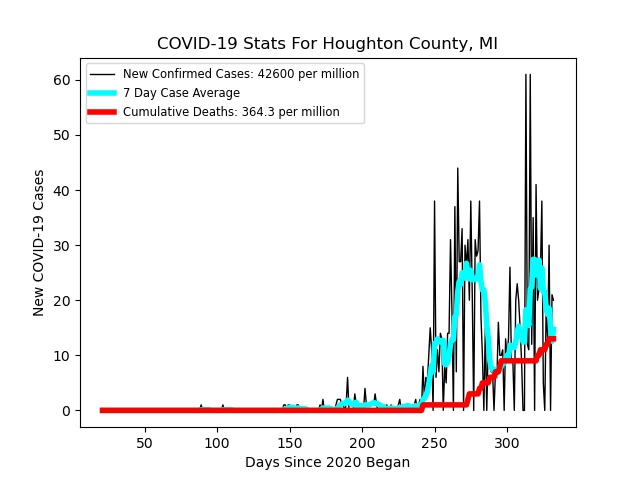 COVID-19 Stats For Houghton County, MI
New Confirmed Cases: 42600 per million
7 Day Case Average
Cumulative Deaths: 364.3 per million
New COVID-19 Cases
60
50
40
30
20
10
0
50 100 150 200 250 300
Days Since 2020 Began